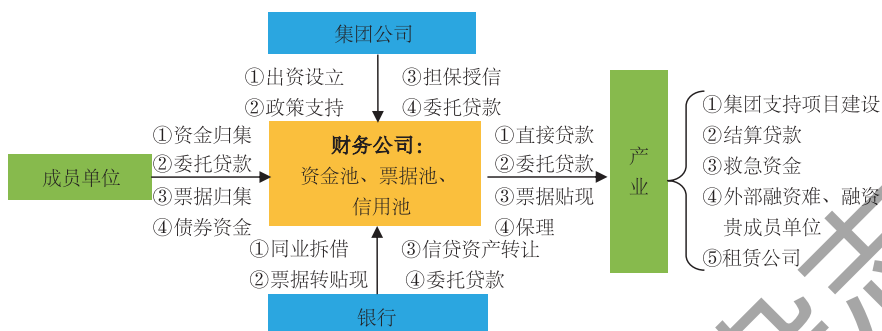 集团公司
①出资设立
③担保授信
②政策支持
④委托贷款
成员单位
①资金归集
②委托贷款
③票据归集
④债券资金
财务公司：
资金池、票据池、
信用池
①直接贷款
②委托贷款
③票据贴现
④保理
产
业
①集团支持项目建设
②结算贷款
③救急资金
④外部融资难、融资
贵成员单位
⑤租赁公司
①同业拆借
③信贷资产转让
②票据转贴现
④委托贷款
银行